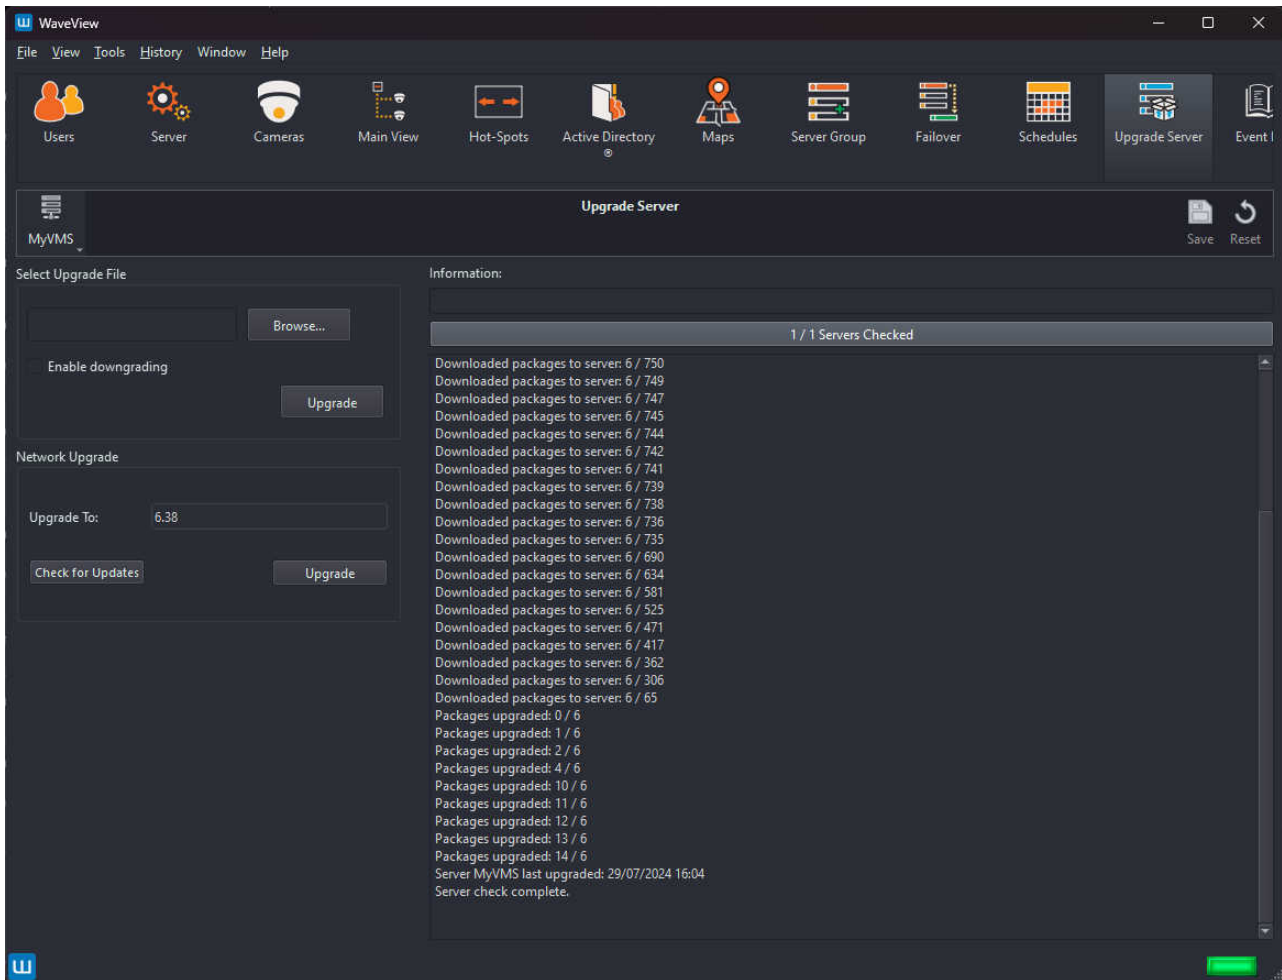 WaveView
File View Tools History Window Help
Users Server Cameras Main View Hot-Spots Active Directory ® Maps Server Group Failover Schedules Upgrade Server Event
Upgrade Server
MyVMS
Save Reset
Select Upgrade File
Browse...
Enable downgrading
Upgrade
Network Upgrade
Upgrade To: 6.38
Check for Updates Upgrade
Information:
1 / 1 Servers Checked
Downloaded packages to server: 6 / 750
Downloaded packages to server: 6 / 749
Downloaded packages to server: 6 / 747
Downloaded packages to server: 6 / 745
Downloaded packages to server: 6 / 744
Downloaded packages to server: 6 / 742
Downloaded packages to server: 6 / 741
Downloaded packages to server: 6 / 739
Downloaded packages to server: 6 / 738
Downloaded packages to server: 6 / 736
Downloaded packages to server: 6 / 735
Downloaded packages to server: 6 / 690
Downloaded packages to server: 6 / 634
Downloaded packages to server: 6 / 581
Downloaded packages to server: 6 / 525
Downloaded packages to server: 6 / 471
Downloaded packages to server: 6 / 417
Downloaded packages to server: 6 / 362
Downloaded packages to server: 6 / 306
Downloaded packages to server: 6 / 65
Packages upgraded: 0 / 6
Packages upgraded: 1 / 6
Packages upgraded: 2 / 6
Packages upgraded: 4 / 6
Packages upgraded: 10 / 6
Packages upgraded: 11 / 6
Packages upgraded: 12 / 6
Packages upgraded: 13 / 6
Packages upgraded: 14 / 6
Server MyVMS last upgraded: 29/07/2024 16:04
Server check complete.